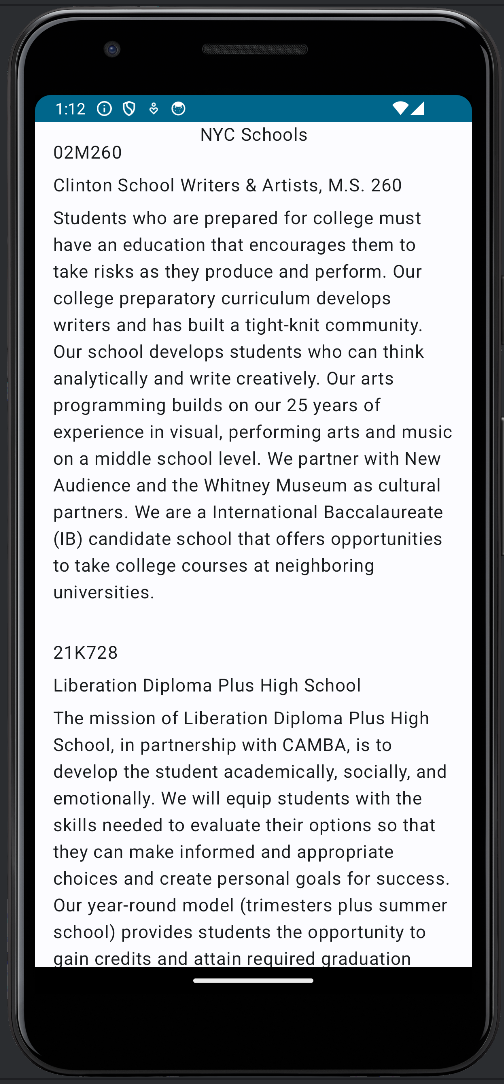 1:12
NYC Schools
02M260
Clinton School Writers & Artists, M.S. 260
Students who are prepared for college must
have an education that encourages them to
take risks as they produce and perform. Our
college preparatory curriculum develops
writers and has built a tight-knit community.
Our school develops students who can think
analytically and write creatively. Our arts
programming builds on our 25 years of
experience in visual, performing arts and music
on a middle school level. We partner with New
Audience and the Whitney Museum as cultural
partners. We are a International Baccalaureate
(IB) candidate school that offers opportunities
to take college courses at neighboring
universities.
21K728
Liberation Diploma Plus High School
The mission of Liberation Diploma Plus High
School, in partnership with CAMBA, is to
develop the student academically, socially, and
emotionally. We will equip students with the
skills needed to evaluate their options so that
they can make informed and appropriate
choices and create personal goals for success.
Our year-round model (trimesters plus summer
school) provides students the opportunity to
gain credits and attain required graduation